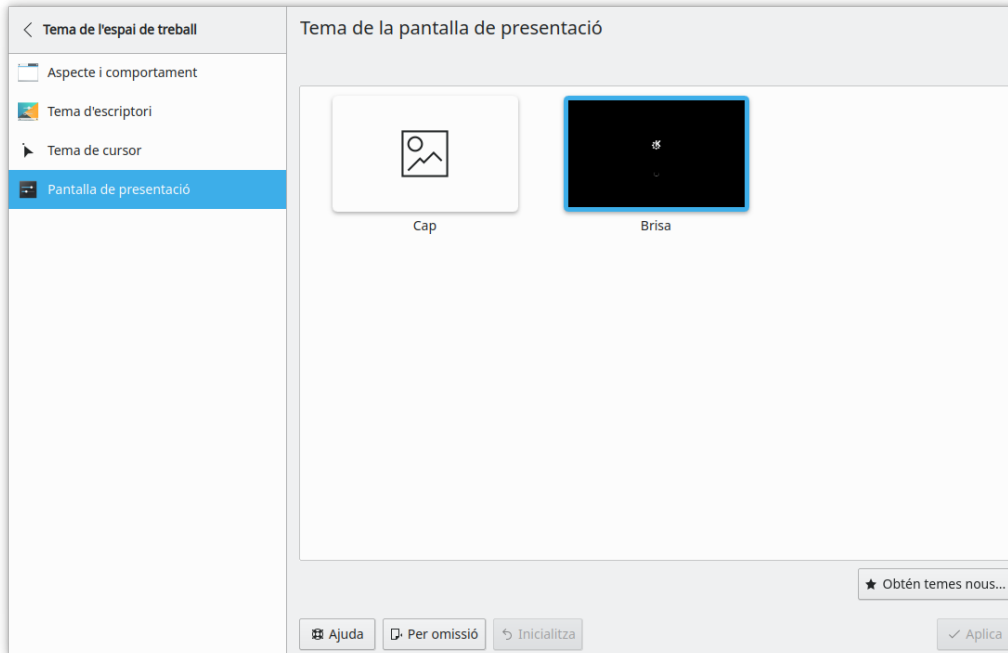 Tema de l'espai de treball
Aspecte i comportament
Tema d'escriptori
Tema de cursor
Pantalla de presentació
Tema de la pantalla de presentació
Cap
Brisa
Obtén temes nous...
Ajuda
Per omissió
Inicialitza
Aplica